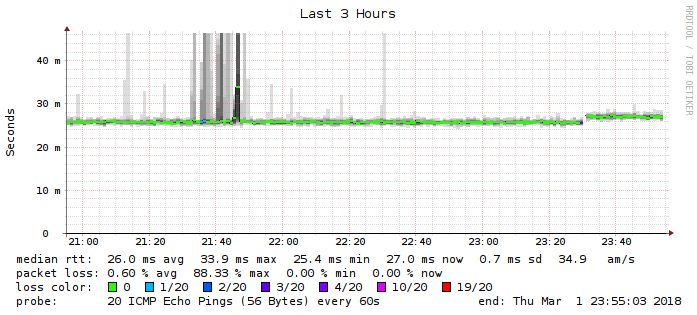 Last 3 Hours
RRDTOOL / TOBI OETIKER
Seconds
40 m
30 m
20 m
10 m
0
21:00 21:20 21:40 22:00 22:20 22:40 23:00 23:20 23:40
median rtt: 26.0 ms avg 33.9 ms max 25.4 ms min 27.0 ms now 0.7 ms sd 34.9 am/s
packet loss: 0.60 % avg 88.33 % max 0.00 % min 0.00 % now
loss color: 0 1/20 2/20 3/20 4/20 10/20 19/20
probe: 20 ICMP Echo Pings (56 Bytes) every 60s end: Thu Mar 1 23:55:03 2018